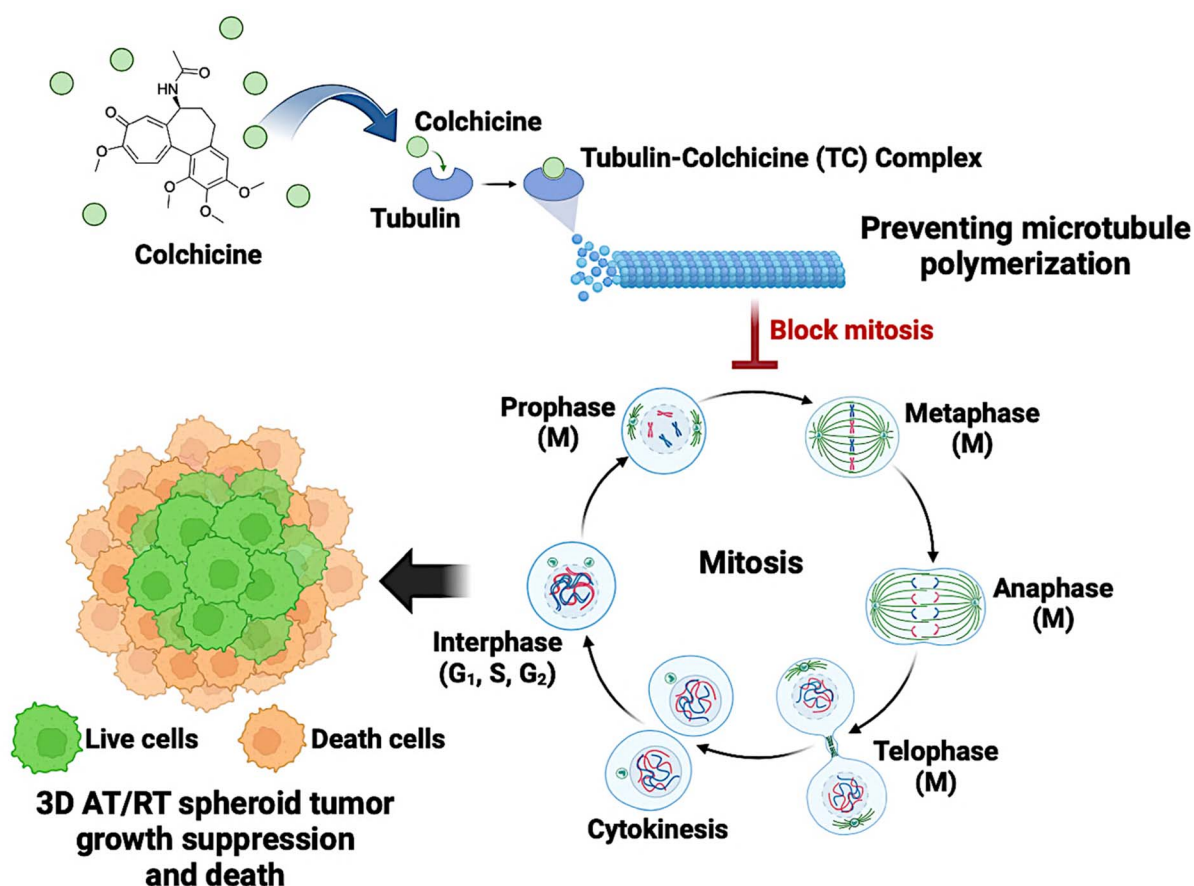 O
HN
O
O
O
O
O
Colchicine
Colchicine
Tubulin
Tubulin-Colchicine (TC) Complex
Preventing microtubule
polymerization
Block mitosis
Prophase
(M)
Metaphase
(M)
Mitosis
Anaphase
(M)
Interphase
(G₁, S, G₂)
Telophase
(M)
Cytokinesis
Live cells
Death cells
3D AT/RT spheroid tumor
growth suppression
and death